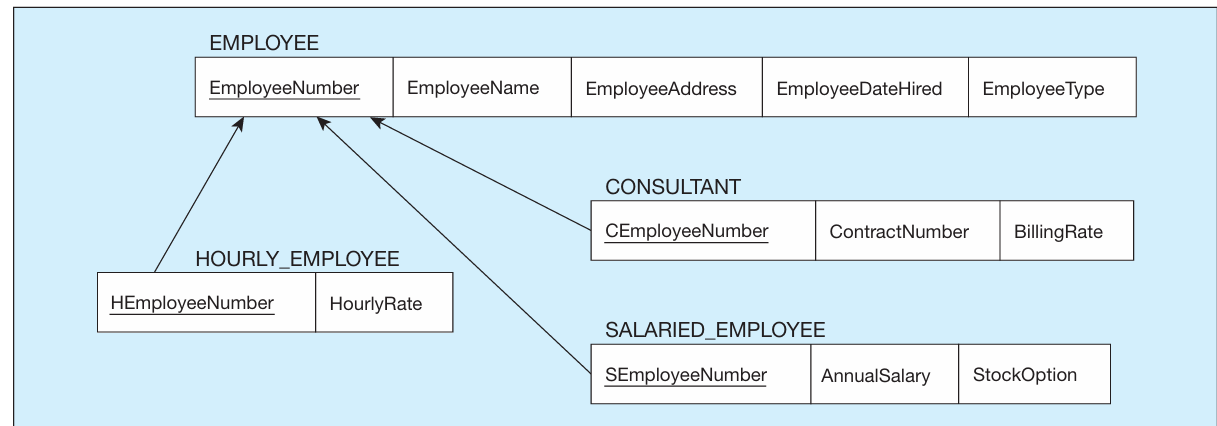 EMPLOYEE
EmployeeNumber EmployeeName EmployeeAddress EmployeeDateHired EmployeeType
CONSULTANT
CEmployeeNumber ContractNumber BillingRate
HOURLY_EMPLOYEE
HEmployeeNumber HourlyRate
SALARIED_EMPLOYEE
SEmployeeNumber AnnualSalary StockOption